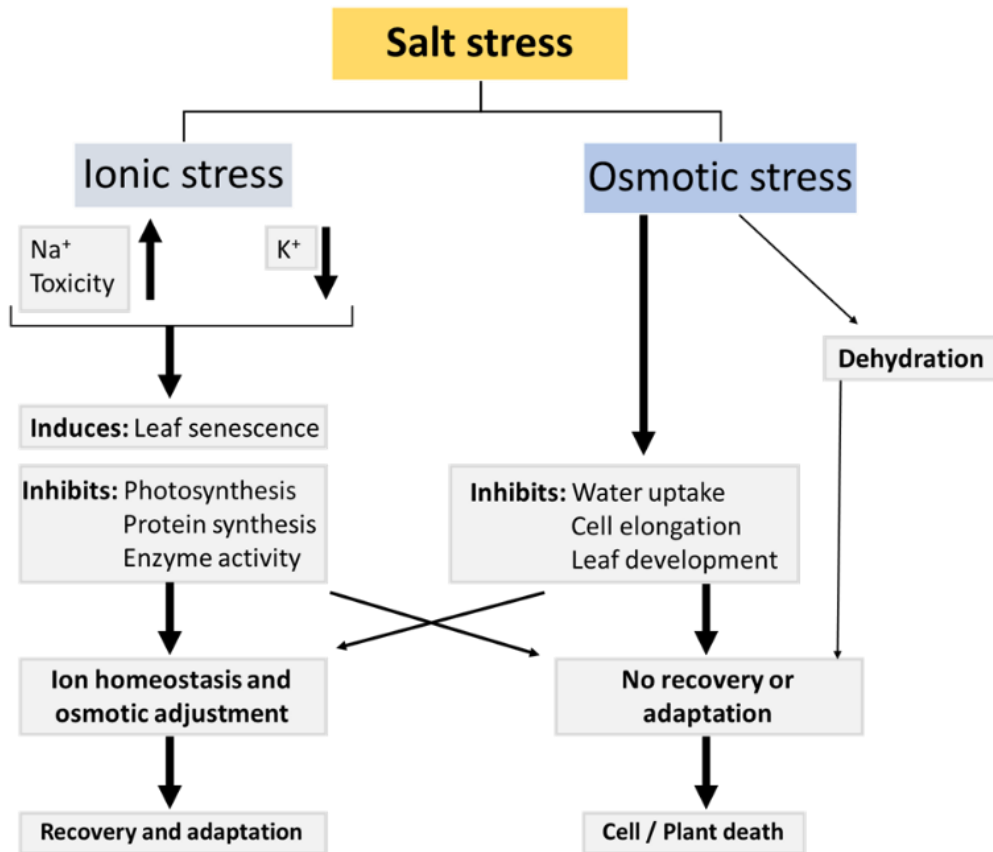 Salt stress
Ionic stress
Osmotic stress
Na⁺
Toxicity
K⁺
Dehydration
Induces: Leaf senescence
Inhibits: Photosynthesis
Protein synthesis
Enzyme activity
Inhibits: Water uptake
Cell elongation
Leaf development
Ion homeostasis and
osmotic adjustment
No recovery or
adaptation
Recovery and adaptation
Cell / Plant death